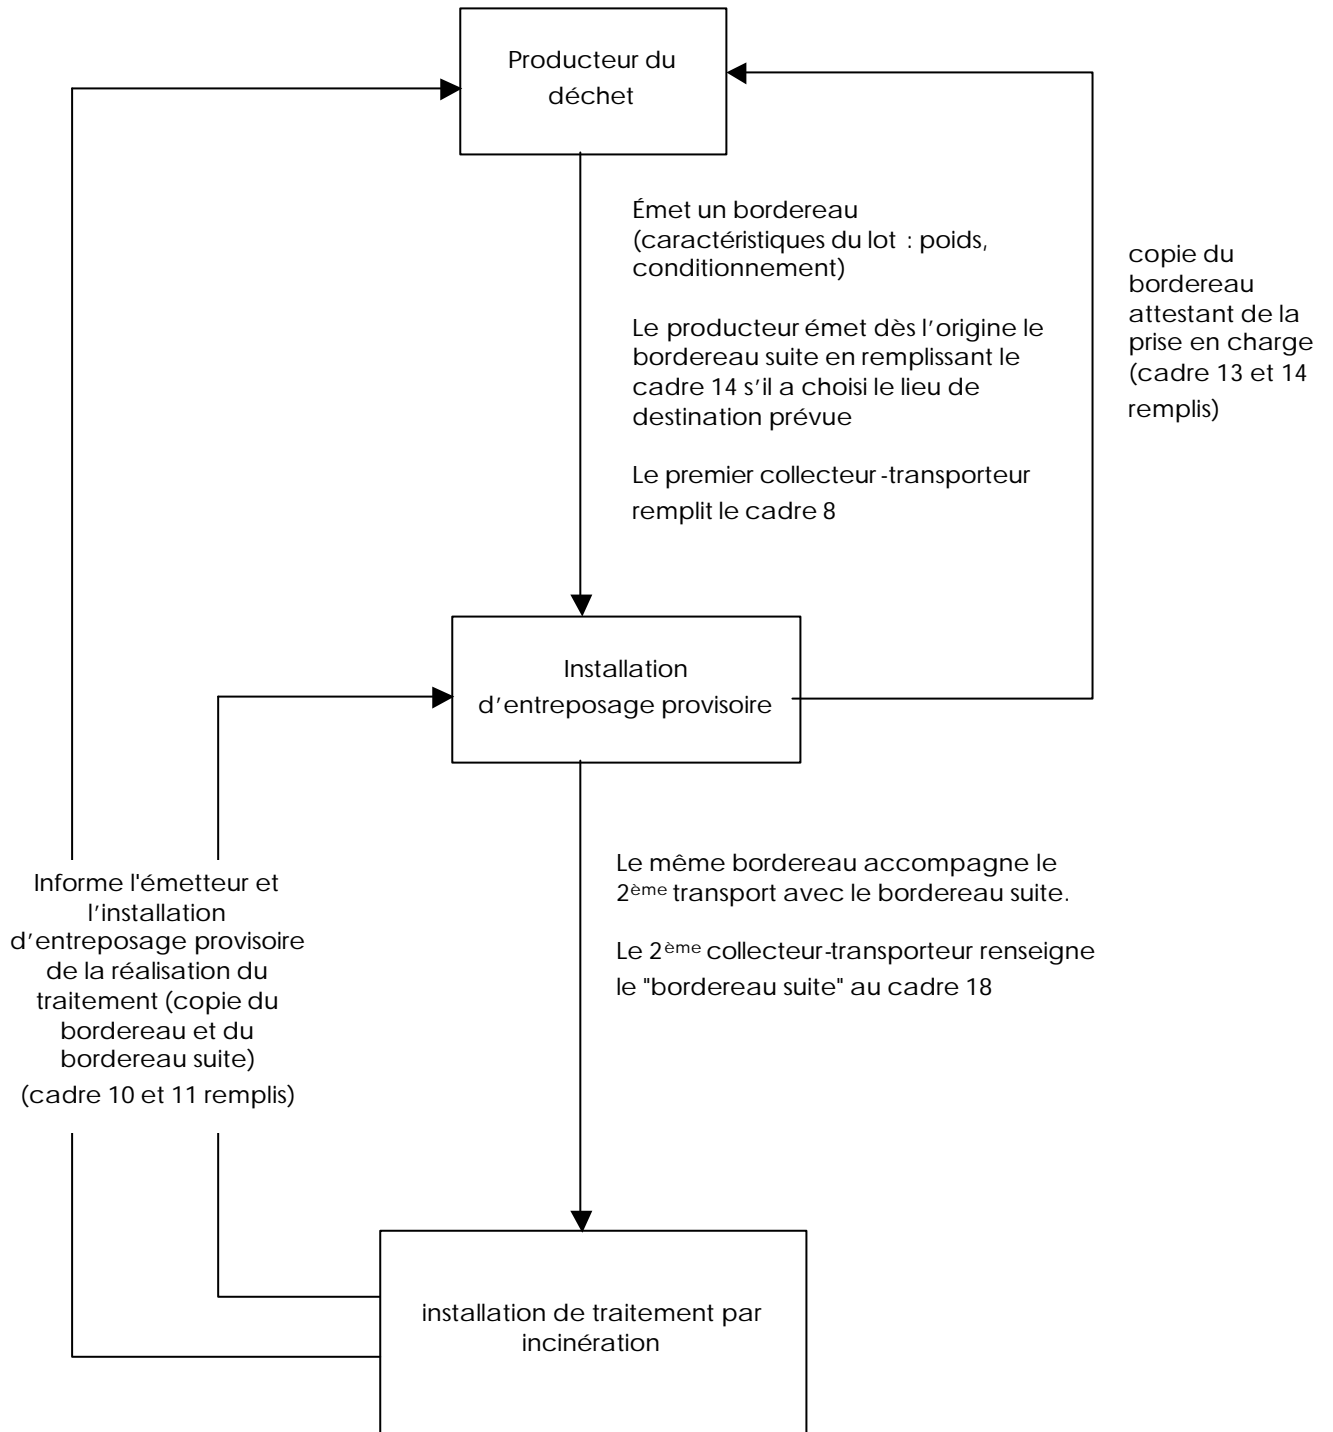 Producteur du
déchet
Émet un bordereau
(caractéristiques du lot : poids,
conditionnement)
Le producteur émet dès l'origine le
bordereau suite en remplissant le
cadre 14 s'il a choisi le lieu de
destination prévue
Le premier collecteur-transporteur
remplit le cadre 8
copie du
bordereau
attestant de la
prise en charge
(cadre 13 et 14
remplis)
Installation
d'entreposage provisoire
Informe l'émetteur et
l'installation
d'entreposage provisoire
de la réalisation du
traitement (copie du
bordereau et du
bordereau suite)
(cadre 10 et 11 remplis)
Le même bordereau accompagne le
2ème transport avec le bordereau suite.
Le 2ème collecteur-transporteur renseigne
le "bordereau suite" au cadre 18
installation de traitement par
incinération